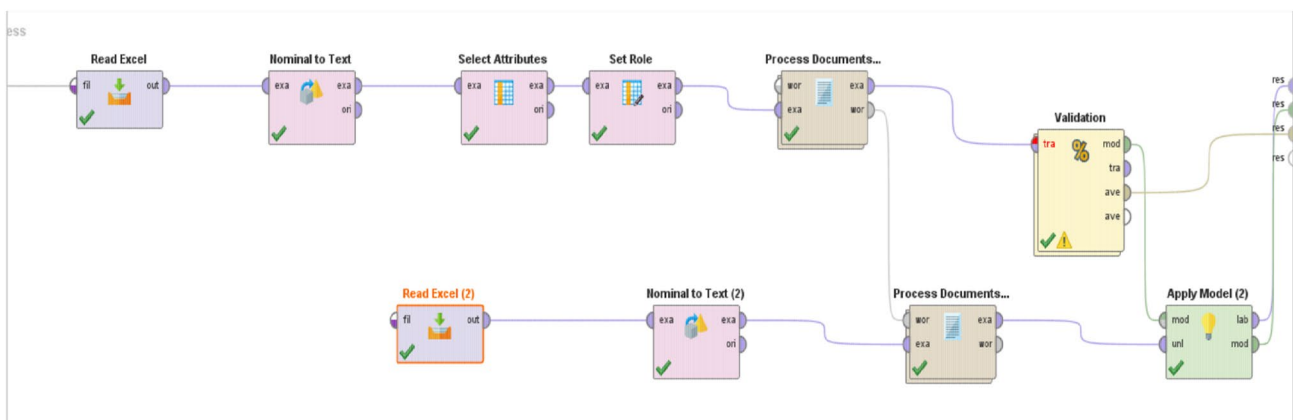 ess
Read Excel
Nominal to Text
Select Attributes
Set Role
Process Documents...
fil out
exa exa
ori
exa exa
ori
exa exa
ori
wor exa
exa wor
res
res
res
res
Validation
tra mod
tra
ave
ave
Read Excel (2)
Nominal to Text (2)
Process Documents...
Apply Model (2)
fil out
exa exa
ori
wor exa
exa wor
mod lab
unl mod